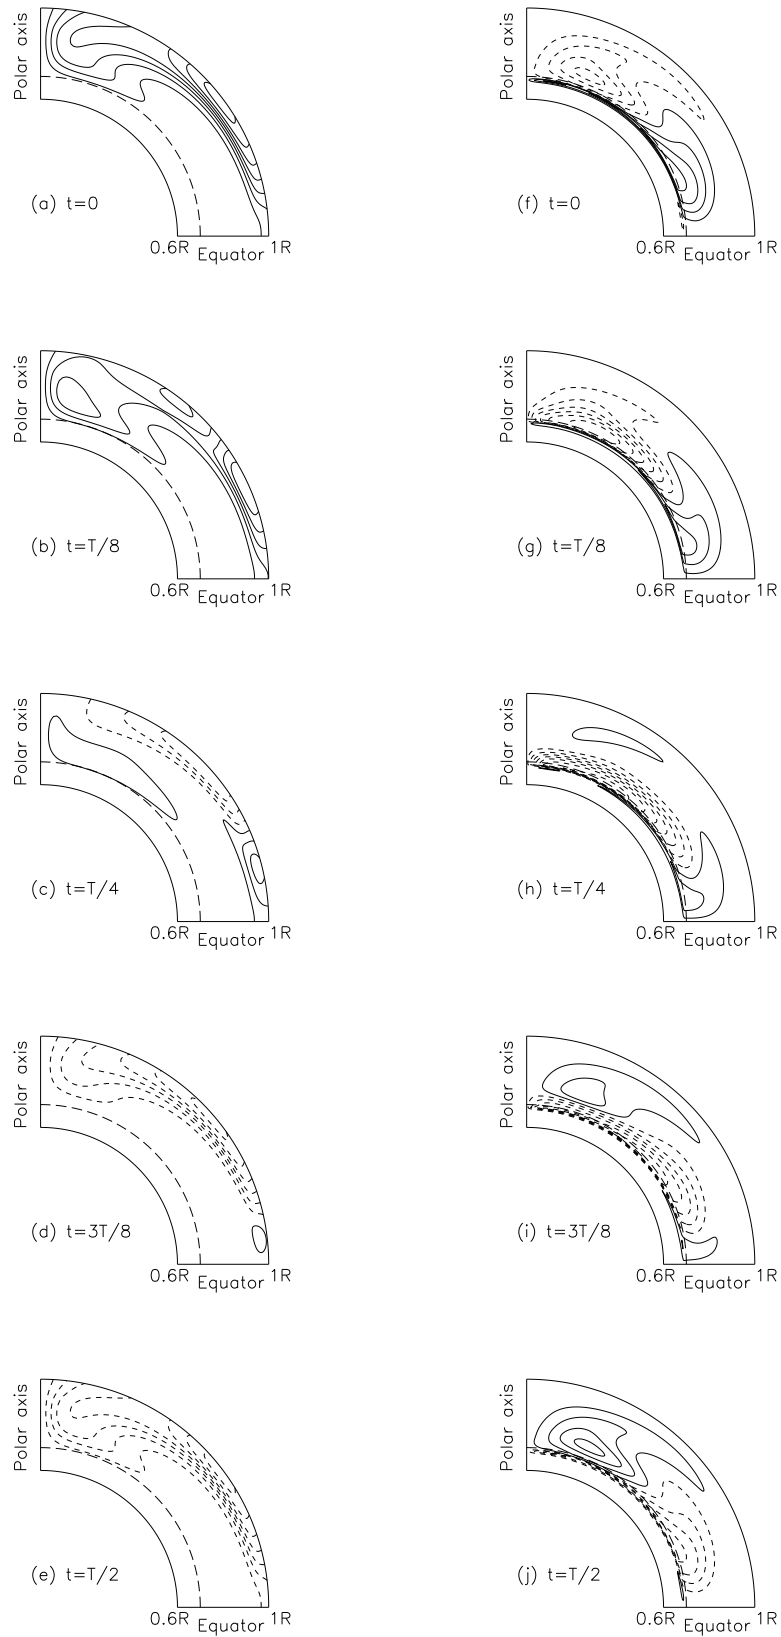 Polar axis
(a) t=0
0.6R Equator 1R
Polar axis
(f) t=0
0.6R Equator 1R
Polar axis
(b) t=T/8
0.6R Equator 1R
Polar axis
(g) t=T/8
0.6R Equator 1R
Polar axis
(c) t=T/4
0.6R Equator 1R
Polar axis
(h) t=T/4
0.6R Equator 1R
Polar axis
(d) t=3T/8
0.6R Equator 1R
Polar axis
(i) t=3T/8
0.6R Equator 1R
Polar axis
(e) t=T/2
0.6R Equator 1R
Polar axis
(j) t=T/2
0.6R Equator 1R